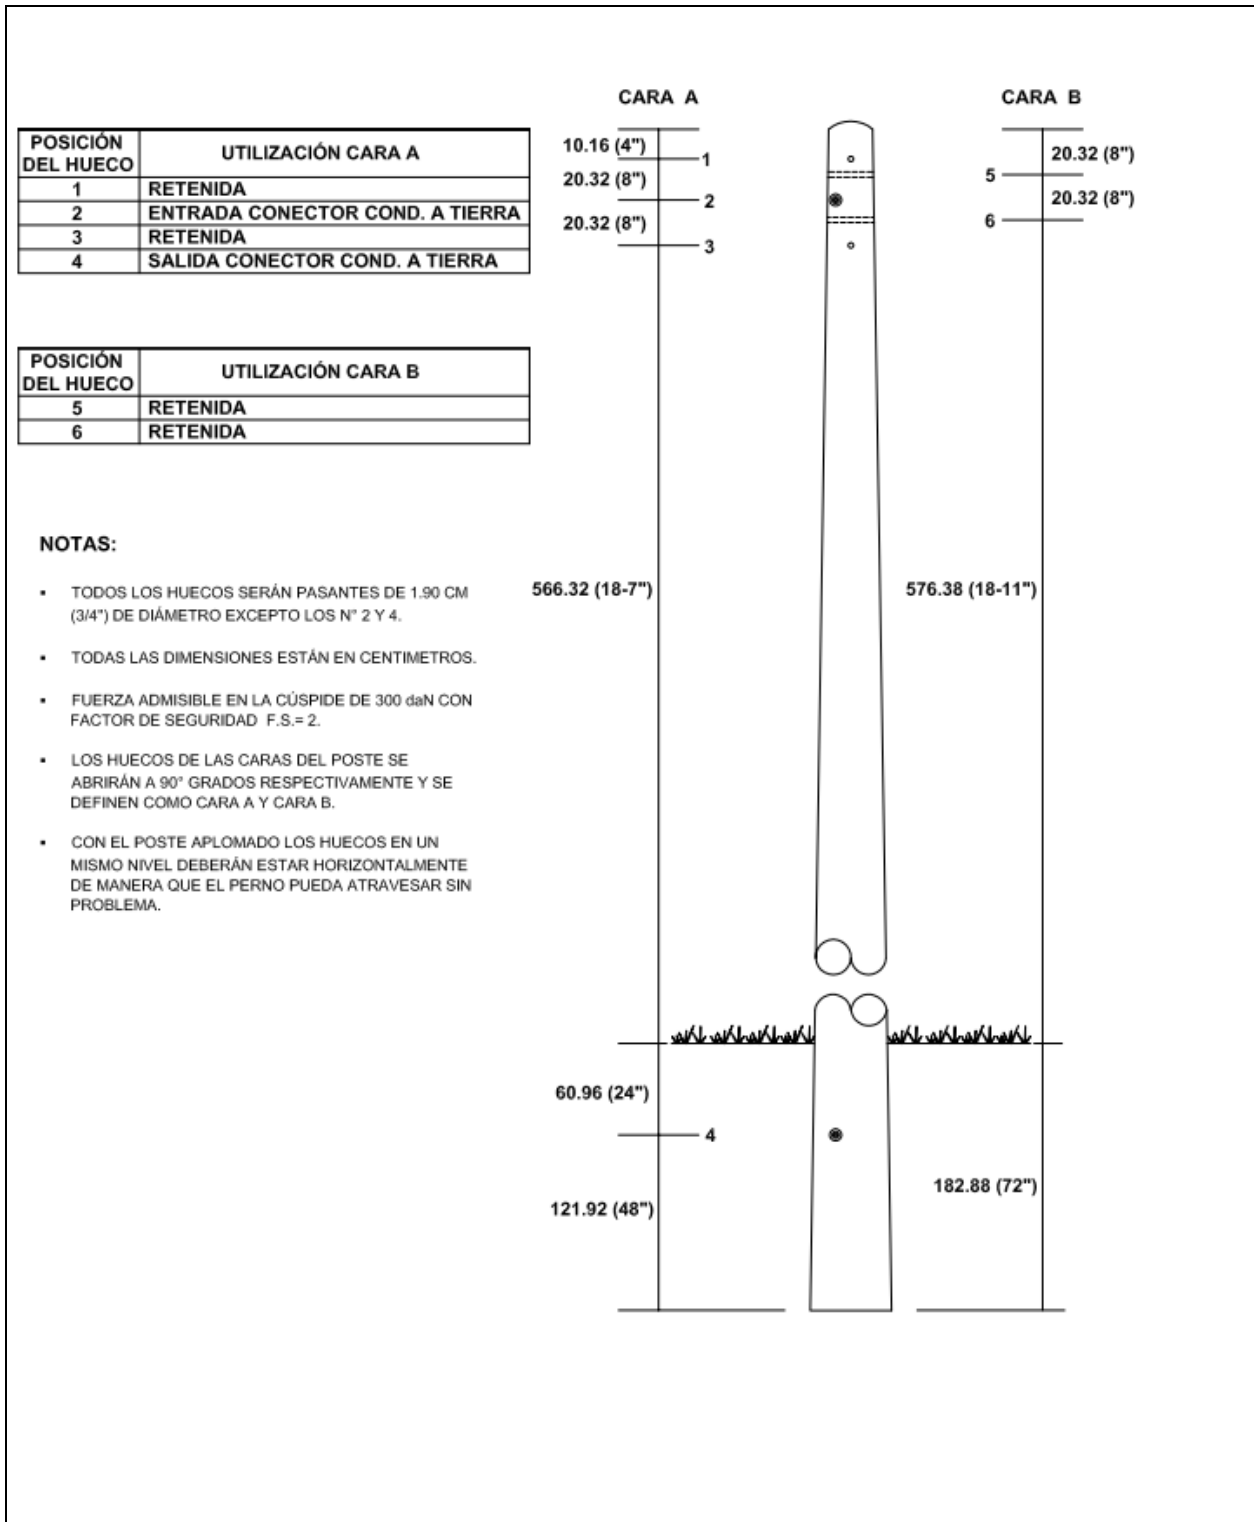 CARA A
CARA B
POSICIÓN DEL HUECO UTILIZACIÓN CARA A
1 RETENIDA
2 ENTRADA CONECTOR COND. A TIERRA
3 RETENIDA
4 SALIDA CONECTOR COND. A TIERRA
POSICIÓN DEL HUECO UTILIZACIÓN CARA B
5 RETENIDA
6 RETENIDA
NOTAS:
▪ TODOS LOS HUECOS SERÁN PASANTES DE 1.90 CM
(3/4") DE DIÁMETRO EXCEPTO LOS N° 2 Y 4.
▪ TODAS LAS DIMENSIONES ESTÁN EN CENTIMETROS.
▪ FUERZA ADMISIBLE EN LA CÚSPIDE DE 300 daN CON
FACTOR DE SEGURIDAD F.S.= 2.
▪ LOS HUECOS DE LAS CARAS DEL POSTE SE
ABRIRÁN A 90° GRADOS RESPECTIVAMENTE Y SE
DEFINEN COMO CARA A Y CARA B.
▪ CON EL POSTE APLOMADO LOS HUECOS EN UN
MISMO NIVEL DEBERÁN ESTAR HORIZONTALMENTE
DE MANERA QUE EL PERNO PUEDA ATRAVESAR SIN
PROBLEMA.
10.16 (4")
1
20.32 (8")
2
20.32 (8")
3
566.32 (18-7")
60.96 (24")
4
121.92 (48")
20.32 (8")
5
20.32 (8")
6
576.38 (18-11")
182.88 (72")